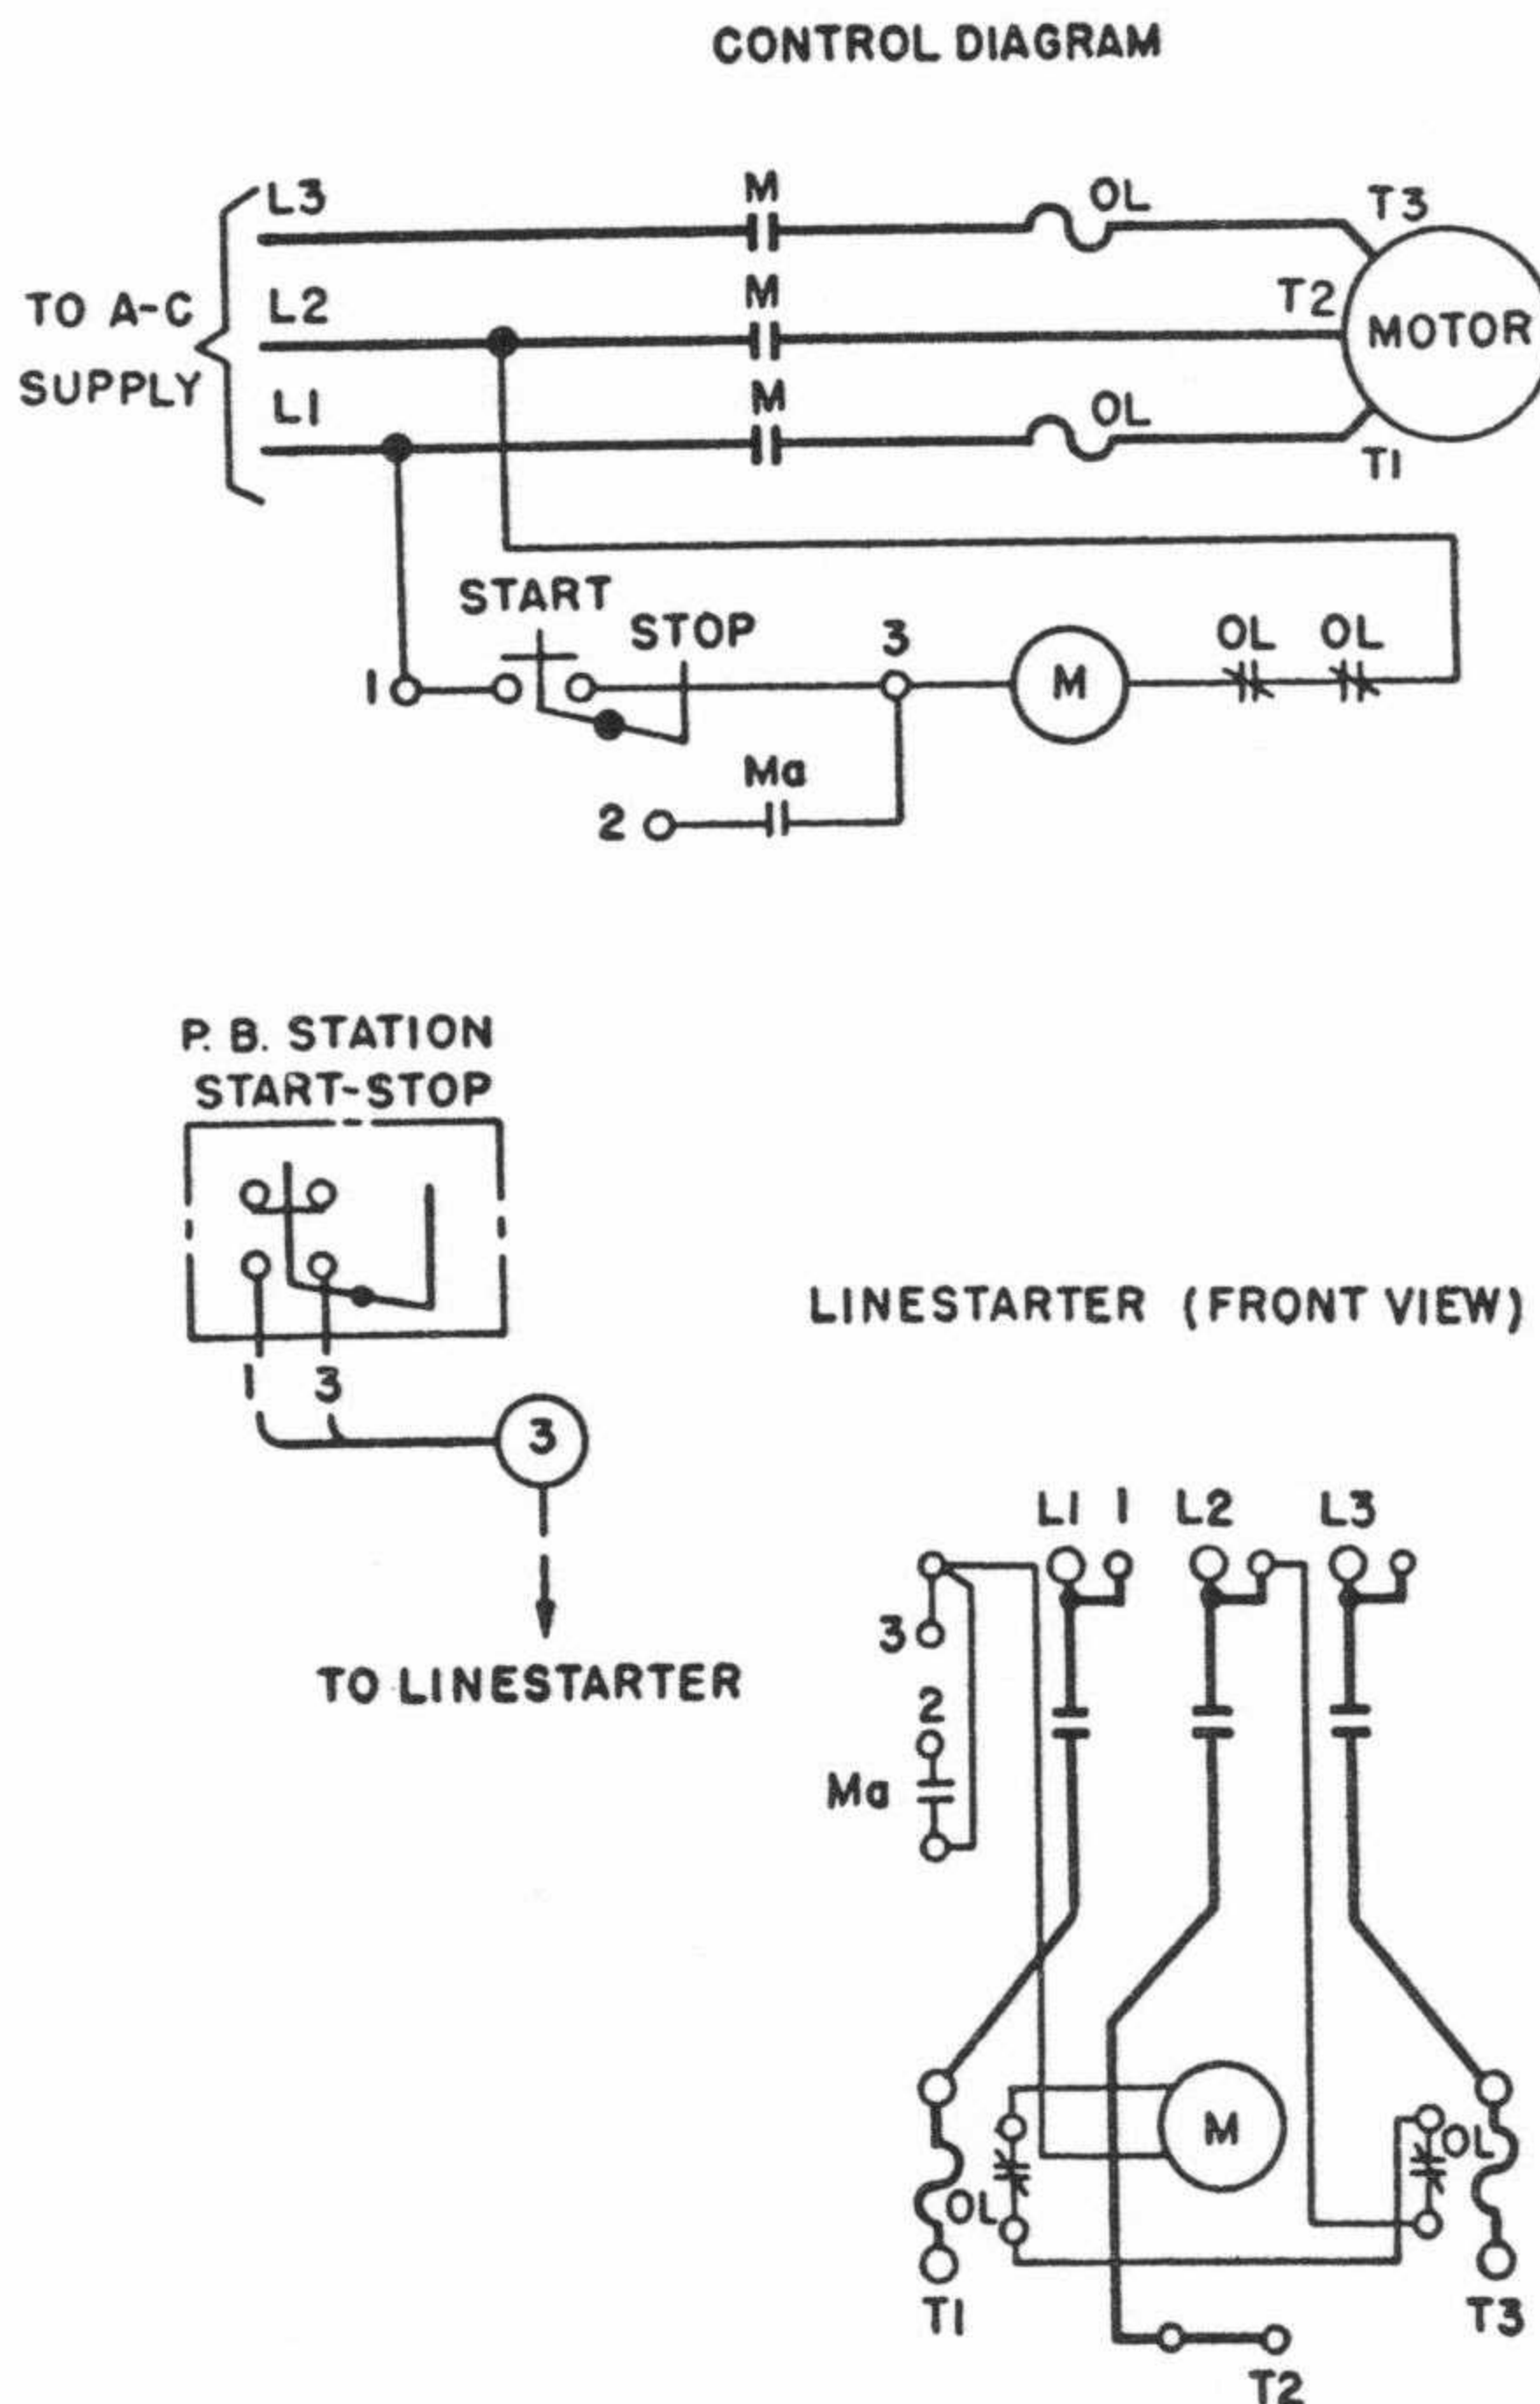 CONTROL DIAGRAM
L3
M
OL
T3
TO A-C
SUPPLY
L2
M
T2
MOTOR
L1
M
OL
T1
START
STOP
3
OL
OL
1
M
Ma
2
P. B. STATION
START-STOP
1
3
3
TO LINESTARTER
LINESTARTER (FRONT VIEW)
L1
1
L2
L3
3
2
Ma
M
OL
OL
T1
T3
T2